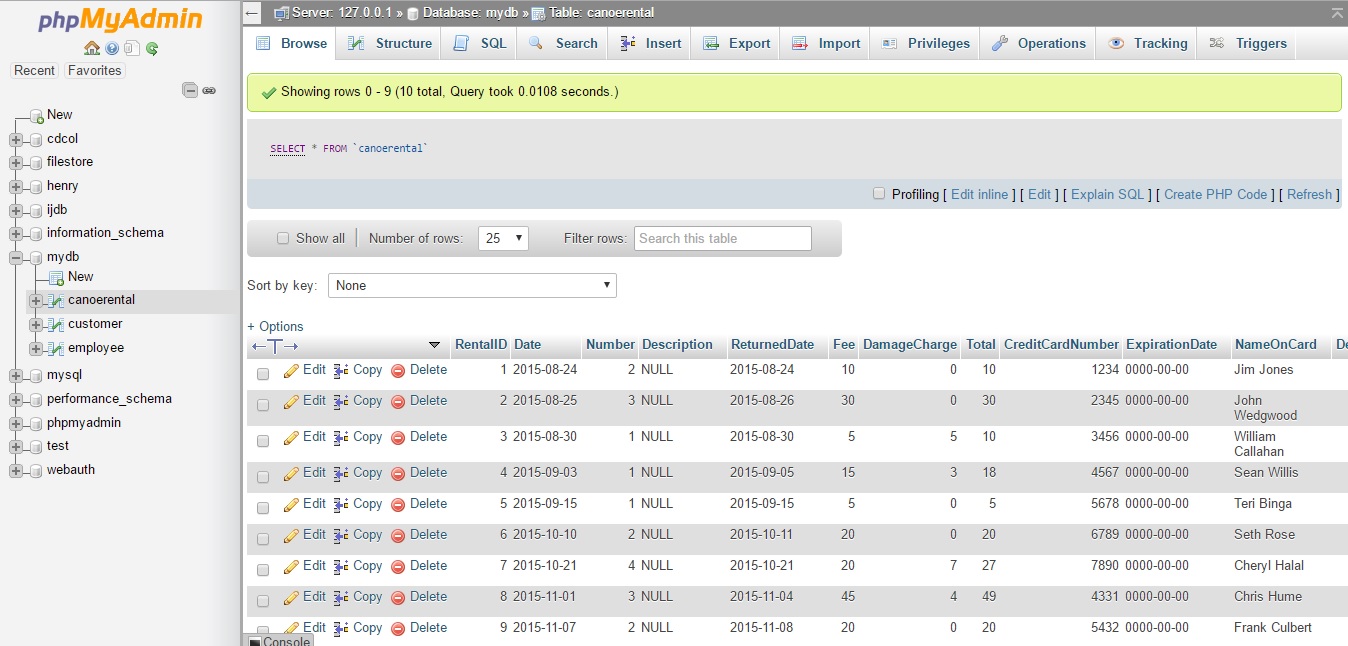 phpMyAdmin
Recent Favorites
New
cdcol
filestore
henry
ijdb
information_schema
mydb
New
canoerental
customer
employee
mysql
performance_schema
phpmyadmin
test
webauth
Server: 127.0.0.1 » Database: mydb » Table: canoerental
Browse Structure SQL Search Insert Export Import Privileges Operations Tracking Triggers
Showing rows 0 - 9 (10 total, Query took 0.0108 seconds.)
SELECT * FROM `canoerental`
Profiling [ Edit inline ] [ Edit ] [ Explain SQL ] [ Create PHP Code ] [ Refresh ]
Show all Number of rows: 25 Filter rows: Search this table
Sort by key: None
+ Options
←T→ RentalID Date Number Description ReturnedDate Fee DamageCharge Total CreditCardNumber ExpirationDate NameOnCard De
Edit Copy Delete 1 2015-08-24 2 NULL 2015-08-24 10 0 10 1234 0000-00-00 Jim Jones
Edit Copy Delete 2 2015-08-25 3 NULL 2015-08-26 30 0 30 2345 0000-00-00 John
Wedgwood
Edit Copy Delete 3 2015-08-30 1 NULL 2015-08-30 5 5 10 3456 0000-00-00 William
Callahan
Edit Copy Delete 4 2015-09-03 1 NULL 2015-09-05 15 3 18 4567 0000-00-00 Sean Willis
Edit Copy Delete 5 2015-09-15 1 NULL 2015-09-15 5 0 5 5678 0000-00-00 Teri Binga
Edit Copy Delete 6 2015-10-10 2 NULL 2015-10-11 20 0 20 6789 0000-00-00 Seth Rose
Edit Copy Delete 7 2015-10-21 4 NULL 2015-10-21 20 7 27 7890 0000-00-00 Cheryl Halal
Edit Copy Delete 8 2015-11-01 3 NULL 2015-11-04 45 4 49 4331 0000-00-00 Chris Hume
Edit Copy Delete 9 2015-11-07 2 NULL 2015-11-08 20 0 20 5432 0000-00-00 Frank Culbert
Console